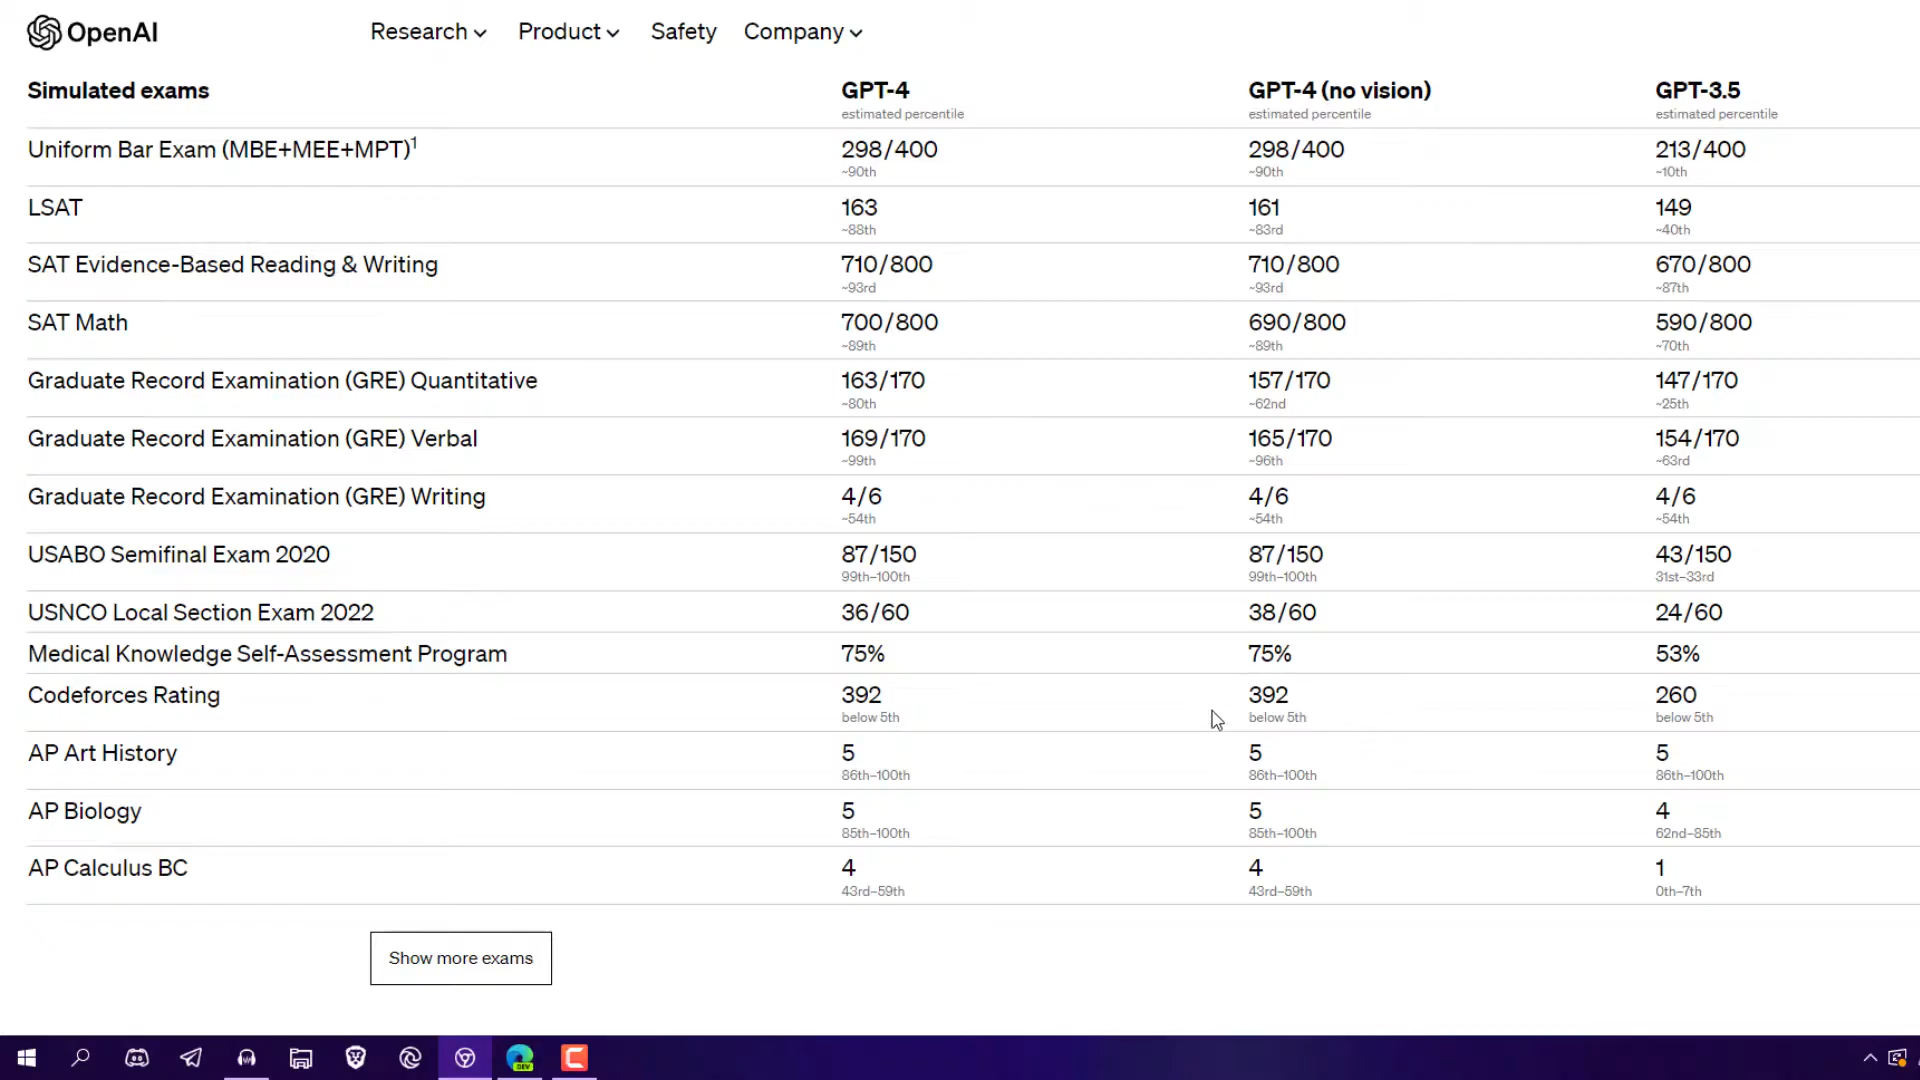 OpenAI Research Product Safety Company
Simulated exams GPT-4 GPT-4 (no vision) GPT-3.5
estimated percentile estimated percentile estimated percentile
Uniform Bar Exam (MBE+MEE+MPT)1 298/400 298/400 213/400
~90th ~90th ~10th
LSAT 163 161 149
~88th ~83rd ~40th
SAT Evidence-Based Reading & Writing 710/800 710/800 670/800
~93rd ~93rd ~87th
SAT Math 700/800 690/800 590/800
~89th ~89th ~70th
Graduate Record Examination (GRE) Quantitative 163/170 157/170 147/170
~80th ~62nd ~25th
Graduate Record Examination (GRE) Verbal 169/170 165/170 154/170
~99th ~96th ~63rd
Graduate Record Examination (GRE) Writing 4/6 4/6 4/6
~54th ~54th ~54th
USABO Semifinal Exam 2020 87/150 87/150 43/150
99th–100th 99th–100th 31st–33rd
USNCO Local Section Exam 2022 36/60 38/60 24/60
Medical Knowledge Self-Assessment Program 75% 75% 53%
Codeforces Rating 392 392 260
below 5th below 5th below 5th
AP Art History 5 5 5
86th–100th 86th–100th 86th–100th
AP Biology 5 5 4
85th–100th 85th–100th 62nd–85th
AP Calculus BC 4 4 1
43rd–59th 43rd–59th 0th–7th
Show more exams
DEV